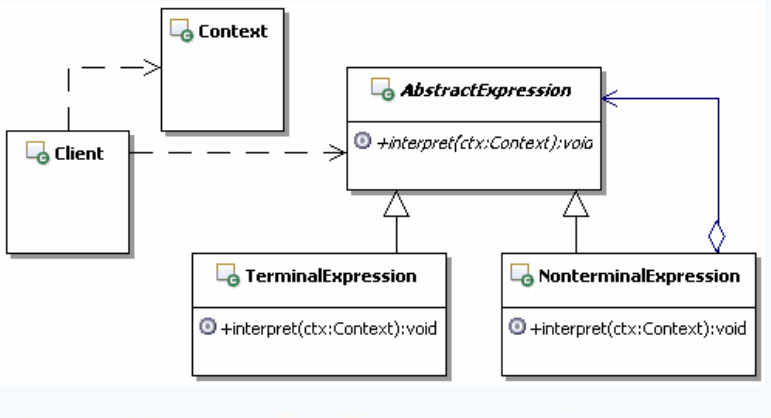 Context
AbstractExpression
+interpret(ctx:Context):void
Client
TerminalExpression
NonterminalExpression
+interpret(ctx:Context):void
+interpret(ctx:Context):void